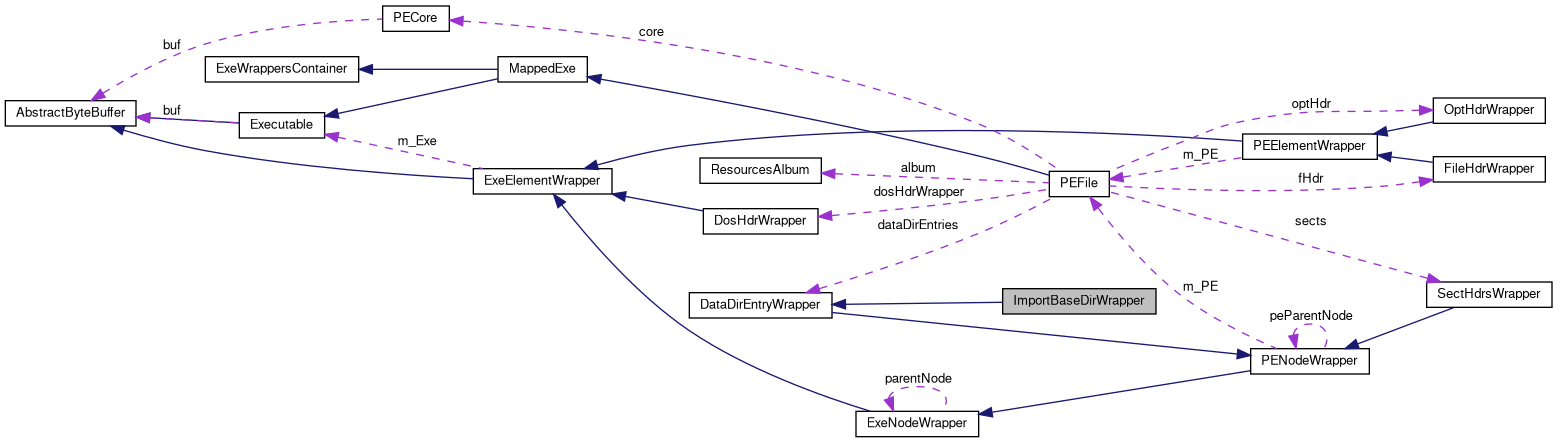 PECore
core
buf
ExeWrappersContainer
MappedExe
AbstractByteBuffer
buf
Executable
optHdr
OptHdrWrapper
m_Exe
m_PE
PEElementWrapper
ExeElementWrapper
ResourcesAlbum
album
PEFile
fHdr
FileHdrWrapper
dosHdrWrapper
DosHdrWrapper
dataDirEntries
sects
m_PE
DataDirEntryWrapper
ImportBaseDirWrapper
SectHdrsWrapper
peParentNode
PENodeWrapper
parentNode
ExeNodeWrapper